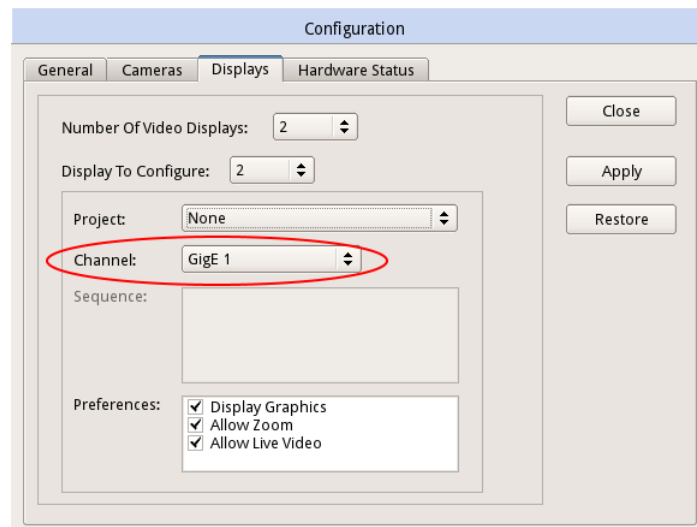 Configuration
General Cameras Displays Hardware Status
Number Of Video Displays: 2
Close
Display To Configure: 2
Apply
Project: None
Restore
Channel: GigE 1
Sequence:
Preferences:
Display Graphics
Allow Zoom
Allow Live Video